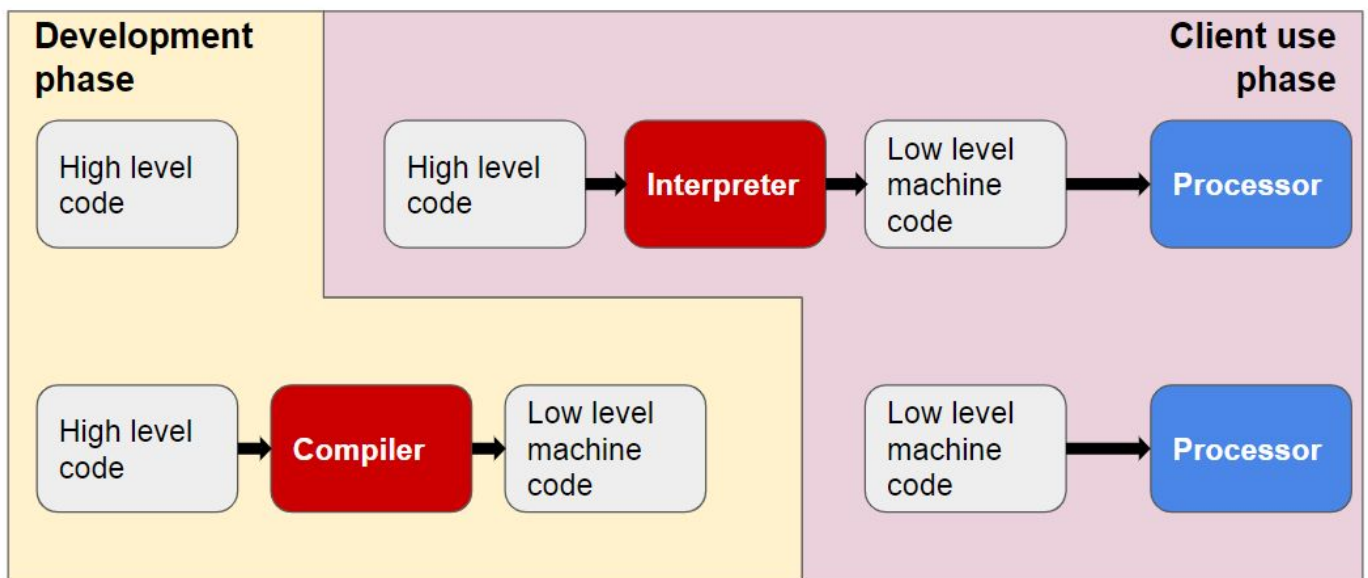 Development
phase
Client use
phase
High level
code
High level
code
Interpreter
Low level
machine
code
Processor
High level
code
Compiler
Low level
machine
code
Low level
machine
code
Processor